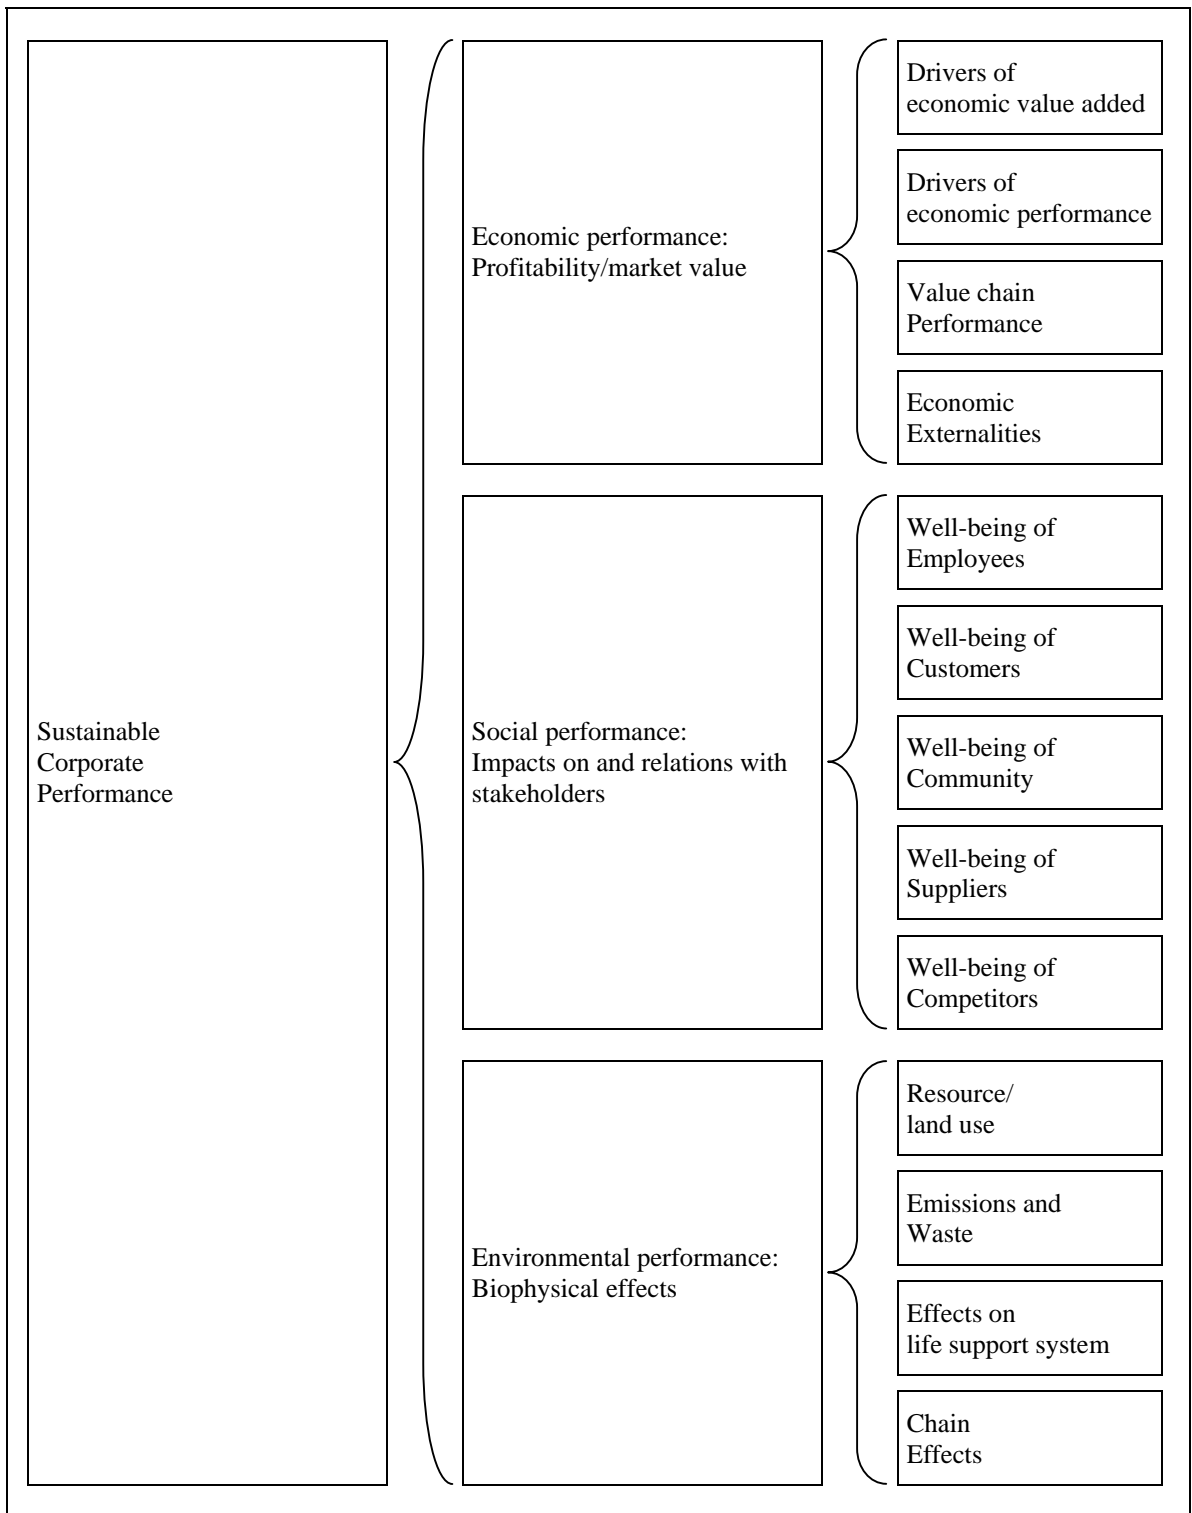 Sustainable
Corporate
Performance
Economic performance:
Profitability/market value
Drivers of
economic value added
Drivers of
economic performance
Value chain
Performance
Economic
Externalities
Social performance:
Impacts on and relations with
stakeholders
Well-being of
Employees
Well-being of
Customers
Well-being of
Community
Well-being of
Suppliers
Well-being of
Competitors
Environmental performance:
Biophysical effects
Resource/
land use
Emissions and
Waste
Effects on
life support system
Chain
Effects